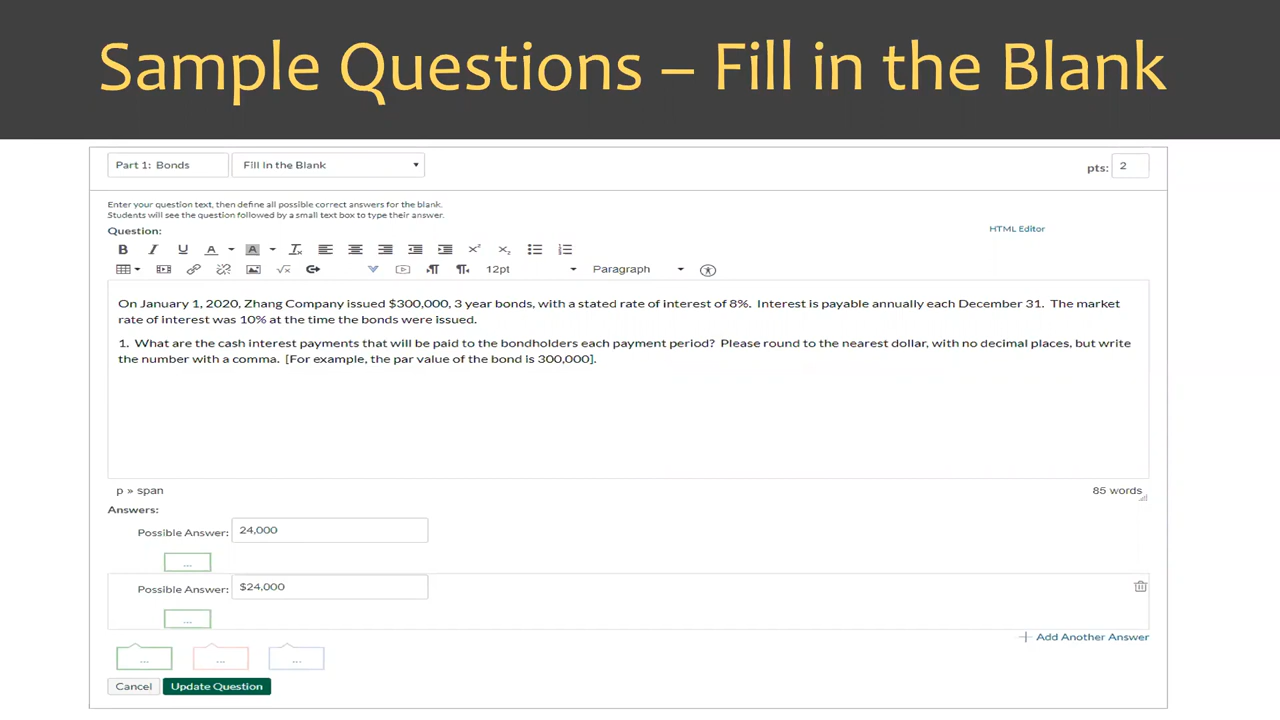 Sample Questions – Fill in the Blank
Part 1: Bonds
Fill In the Blank
pts: 2
Enter your question text, then define all possible correct answers for the blank.
Students will see the question followed by a small text box to type their answer.
Question:
HTML Editor
B I U A A Ix x² x₂
12pt
Paragraph
On January 1, 2020, Zhang Company issued $300,000, 3 year bonds, with a stated rate of interest of 8%. Interest is payable annually each December 31. The market
rate of interest was 10% at the time the bonds were issued.
1. What are the cash interest payments that will be paid to the bondholders each payment period? Please round to the nearest dollar, with no decimal places, but write
the number with a comma. [For example, the par value of the bond is 300,000].
p » span
85 words
Answers:
Possible Answer: 24,000
...
Possible Answer: $24,000
...
+ Add Another Answer
... ... ...
Cancel Update Question